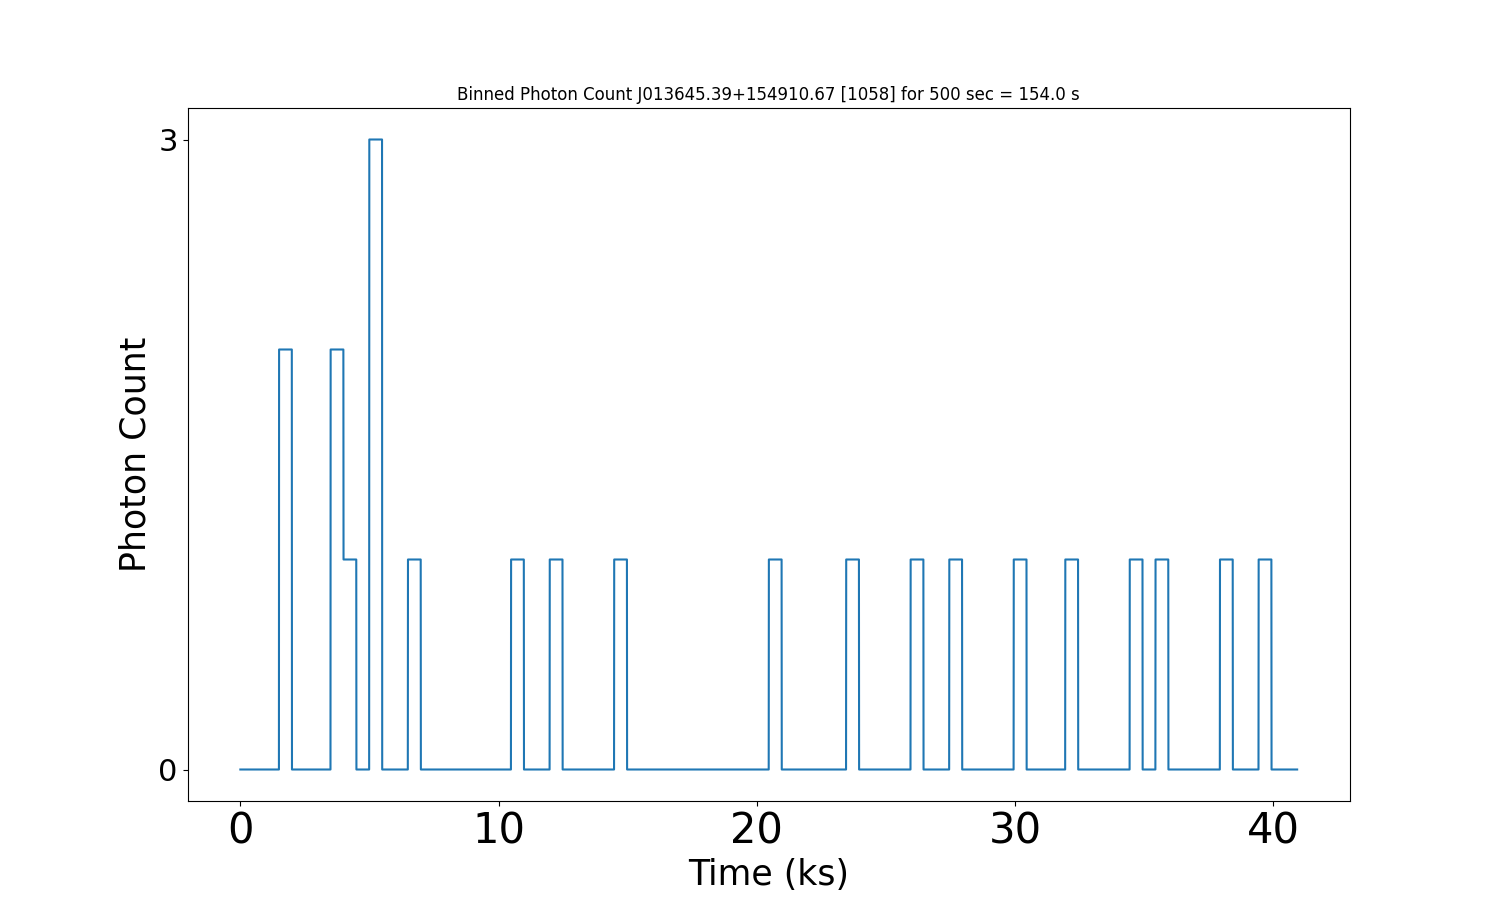 Binned Photon Count J013645.39+154910.67 [1058] for 500 sec = 154.0 s
3
0
Photon Count
0 10 20 30 40
Time (ks)